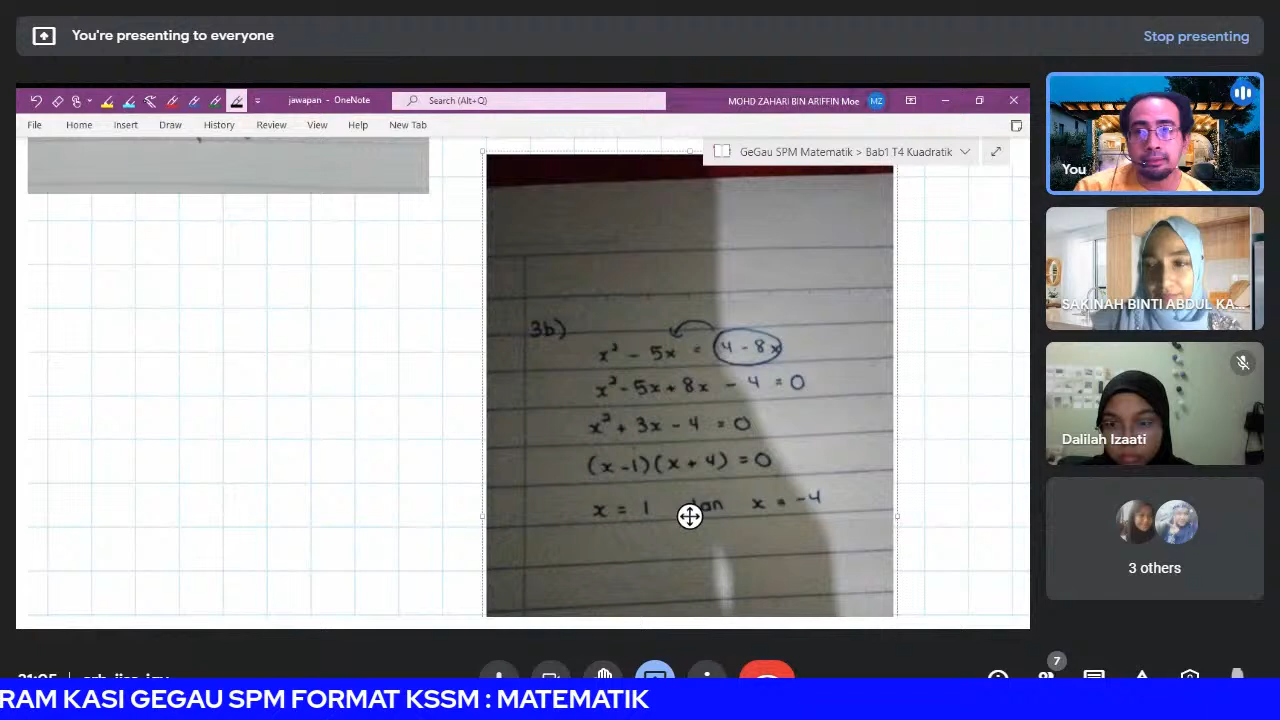 You're presenting to everyone
Stop presenting
jawapan - OneNote
Search (Alt+Q)
MOHD ZAHARI BIN ARIFFIN Moe
MZ
File Home Insert Draw History Review View Help New Tab
GeGau SPM Matematik > Bab1 T4 Kuadratik
3b)
x² - 5x = 4 - 8x
x² - 5x + 8x - 4 = 0
x² + 3x - 4 = 0
(x - 1)(x + 4) = 0
x = 1 dan x = -4
You
SAKINAH BINTI ABDUL KA...
Dalilah Izaati
3 others
7
RAM KASI GEGAU SPM FORMAT KSSM : MATEMATIK